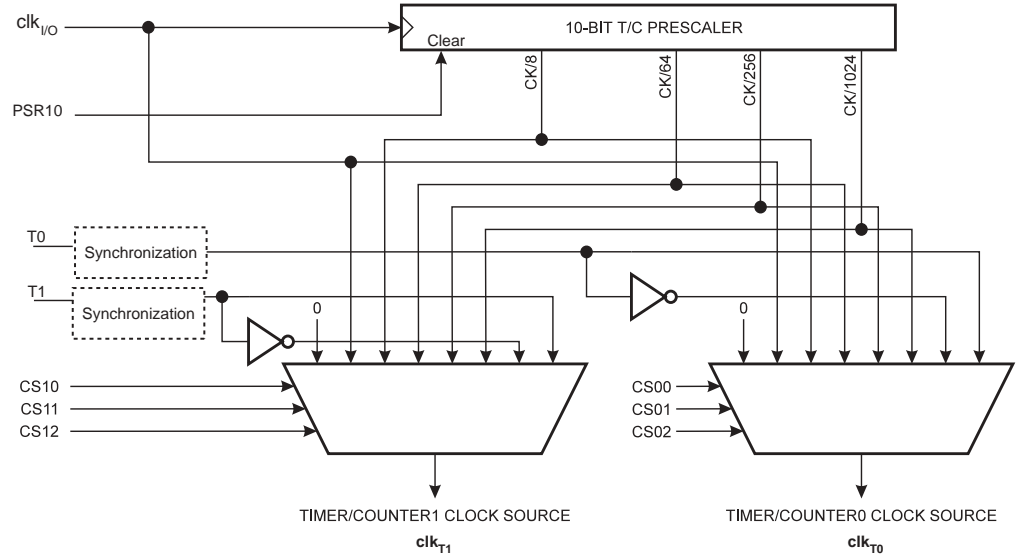 clkI/O
10-BIT T/C PRESCALER
Clear
CK/8
CK/64
CK/256
CK/1024
PSR10
T0
Synchronization
T1
Synchronization
0
0
CS10
CS11
CS12
CS00
CS01
CS02
TIMER/COUNTER1 CLOCK SOURCE
clkT1
TIMER/COUNTER0 CLOCK SOURCE
clkT0